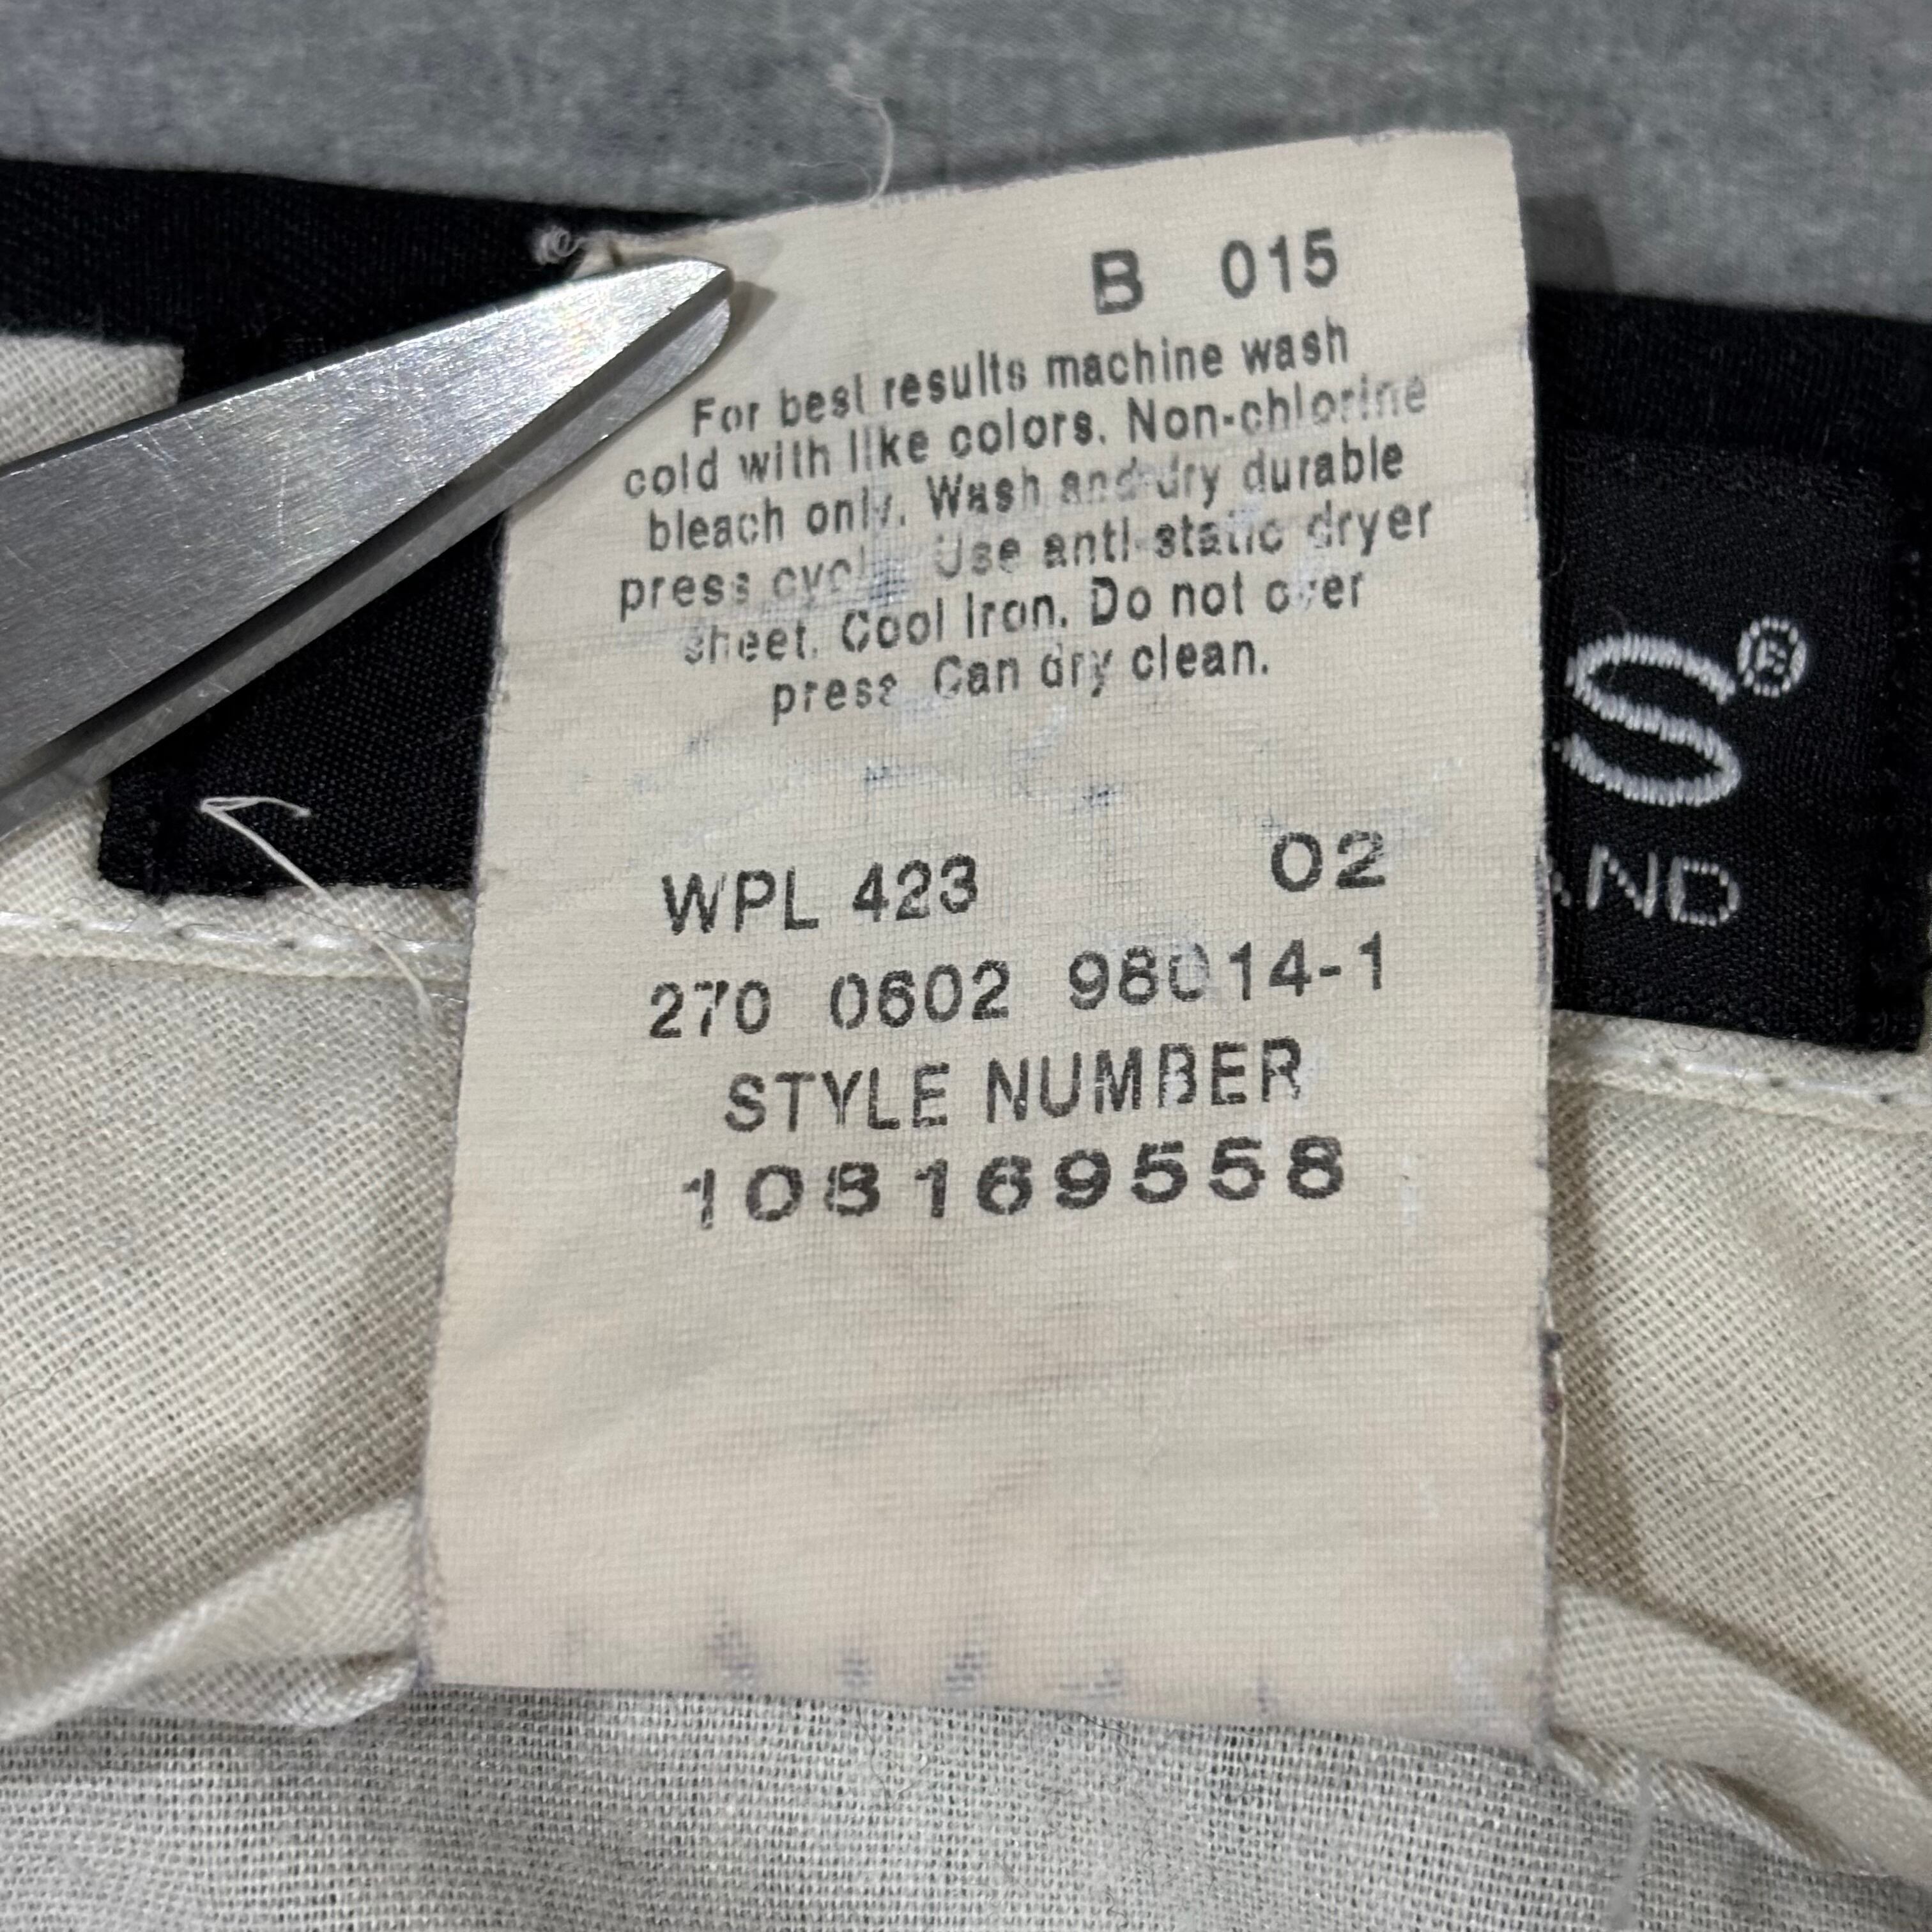 B 015
For best results machine wash
cold with like colors. Non-chlorine
bleach only. Wash and dry durable
press cycle. Use anti-static dryer
sheet. Cool Iron. Do not over
press. Can dry clean.
S®
ND
WPL 423 02
270 0602 98014-1
STYLE NUMBER
108169558